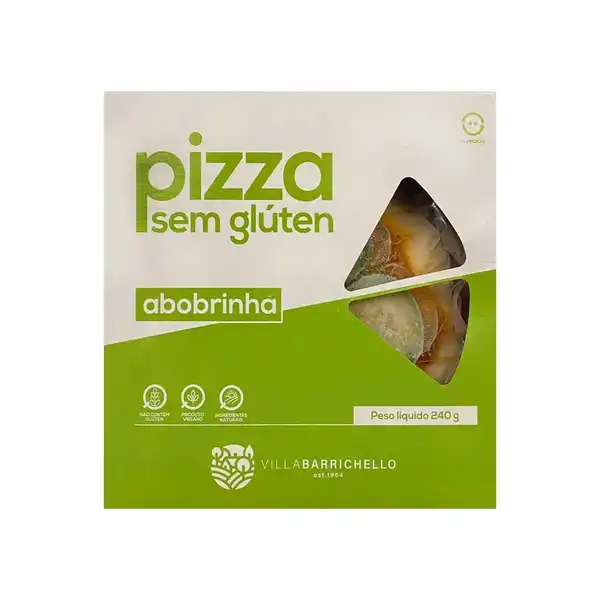 pizza
sem glúten
abobrinha
NÃO CONTÉM
GLÚTEN
PRODUTO
VEGANO
INGREDIENTES
NATURAIS
Peso líquido 240 g
VILLABARRICHELLO
est.1964